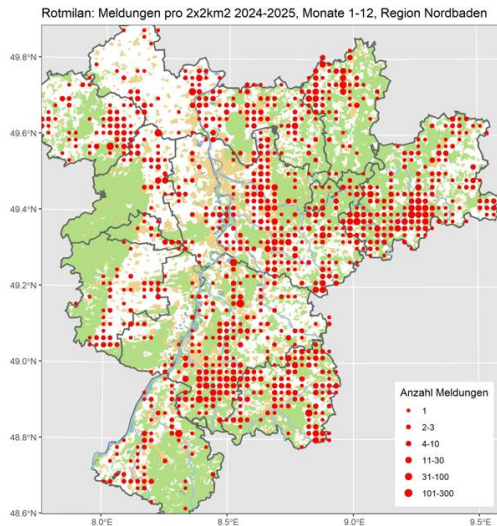 Rotmilan: Meldungen pro 2x2km2 2024-2025, Monate 1-12, Region Nordbaden
49.8°N
49.6°N
49.4°N
49.2°N
49.0°N
48.8°N
48.6°N
Anzahl Meldungen
1
2-3
4-10
11-30
31-100
101-300
8.0°E
8.5°E
9.0°E
9.5°E